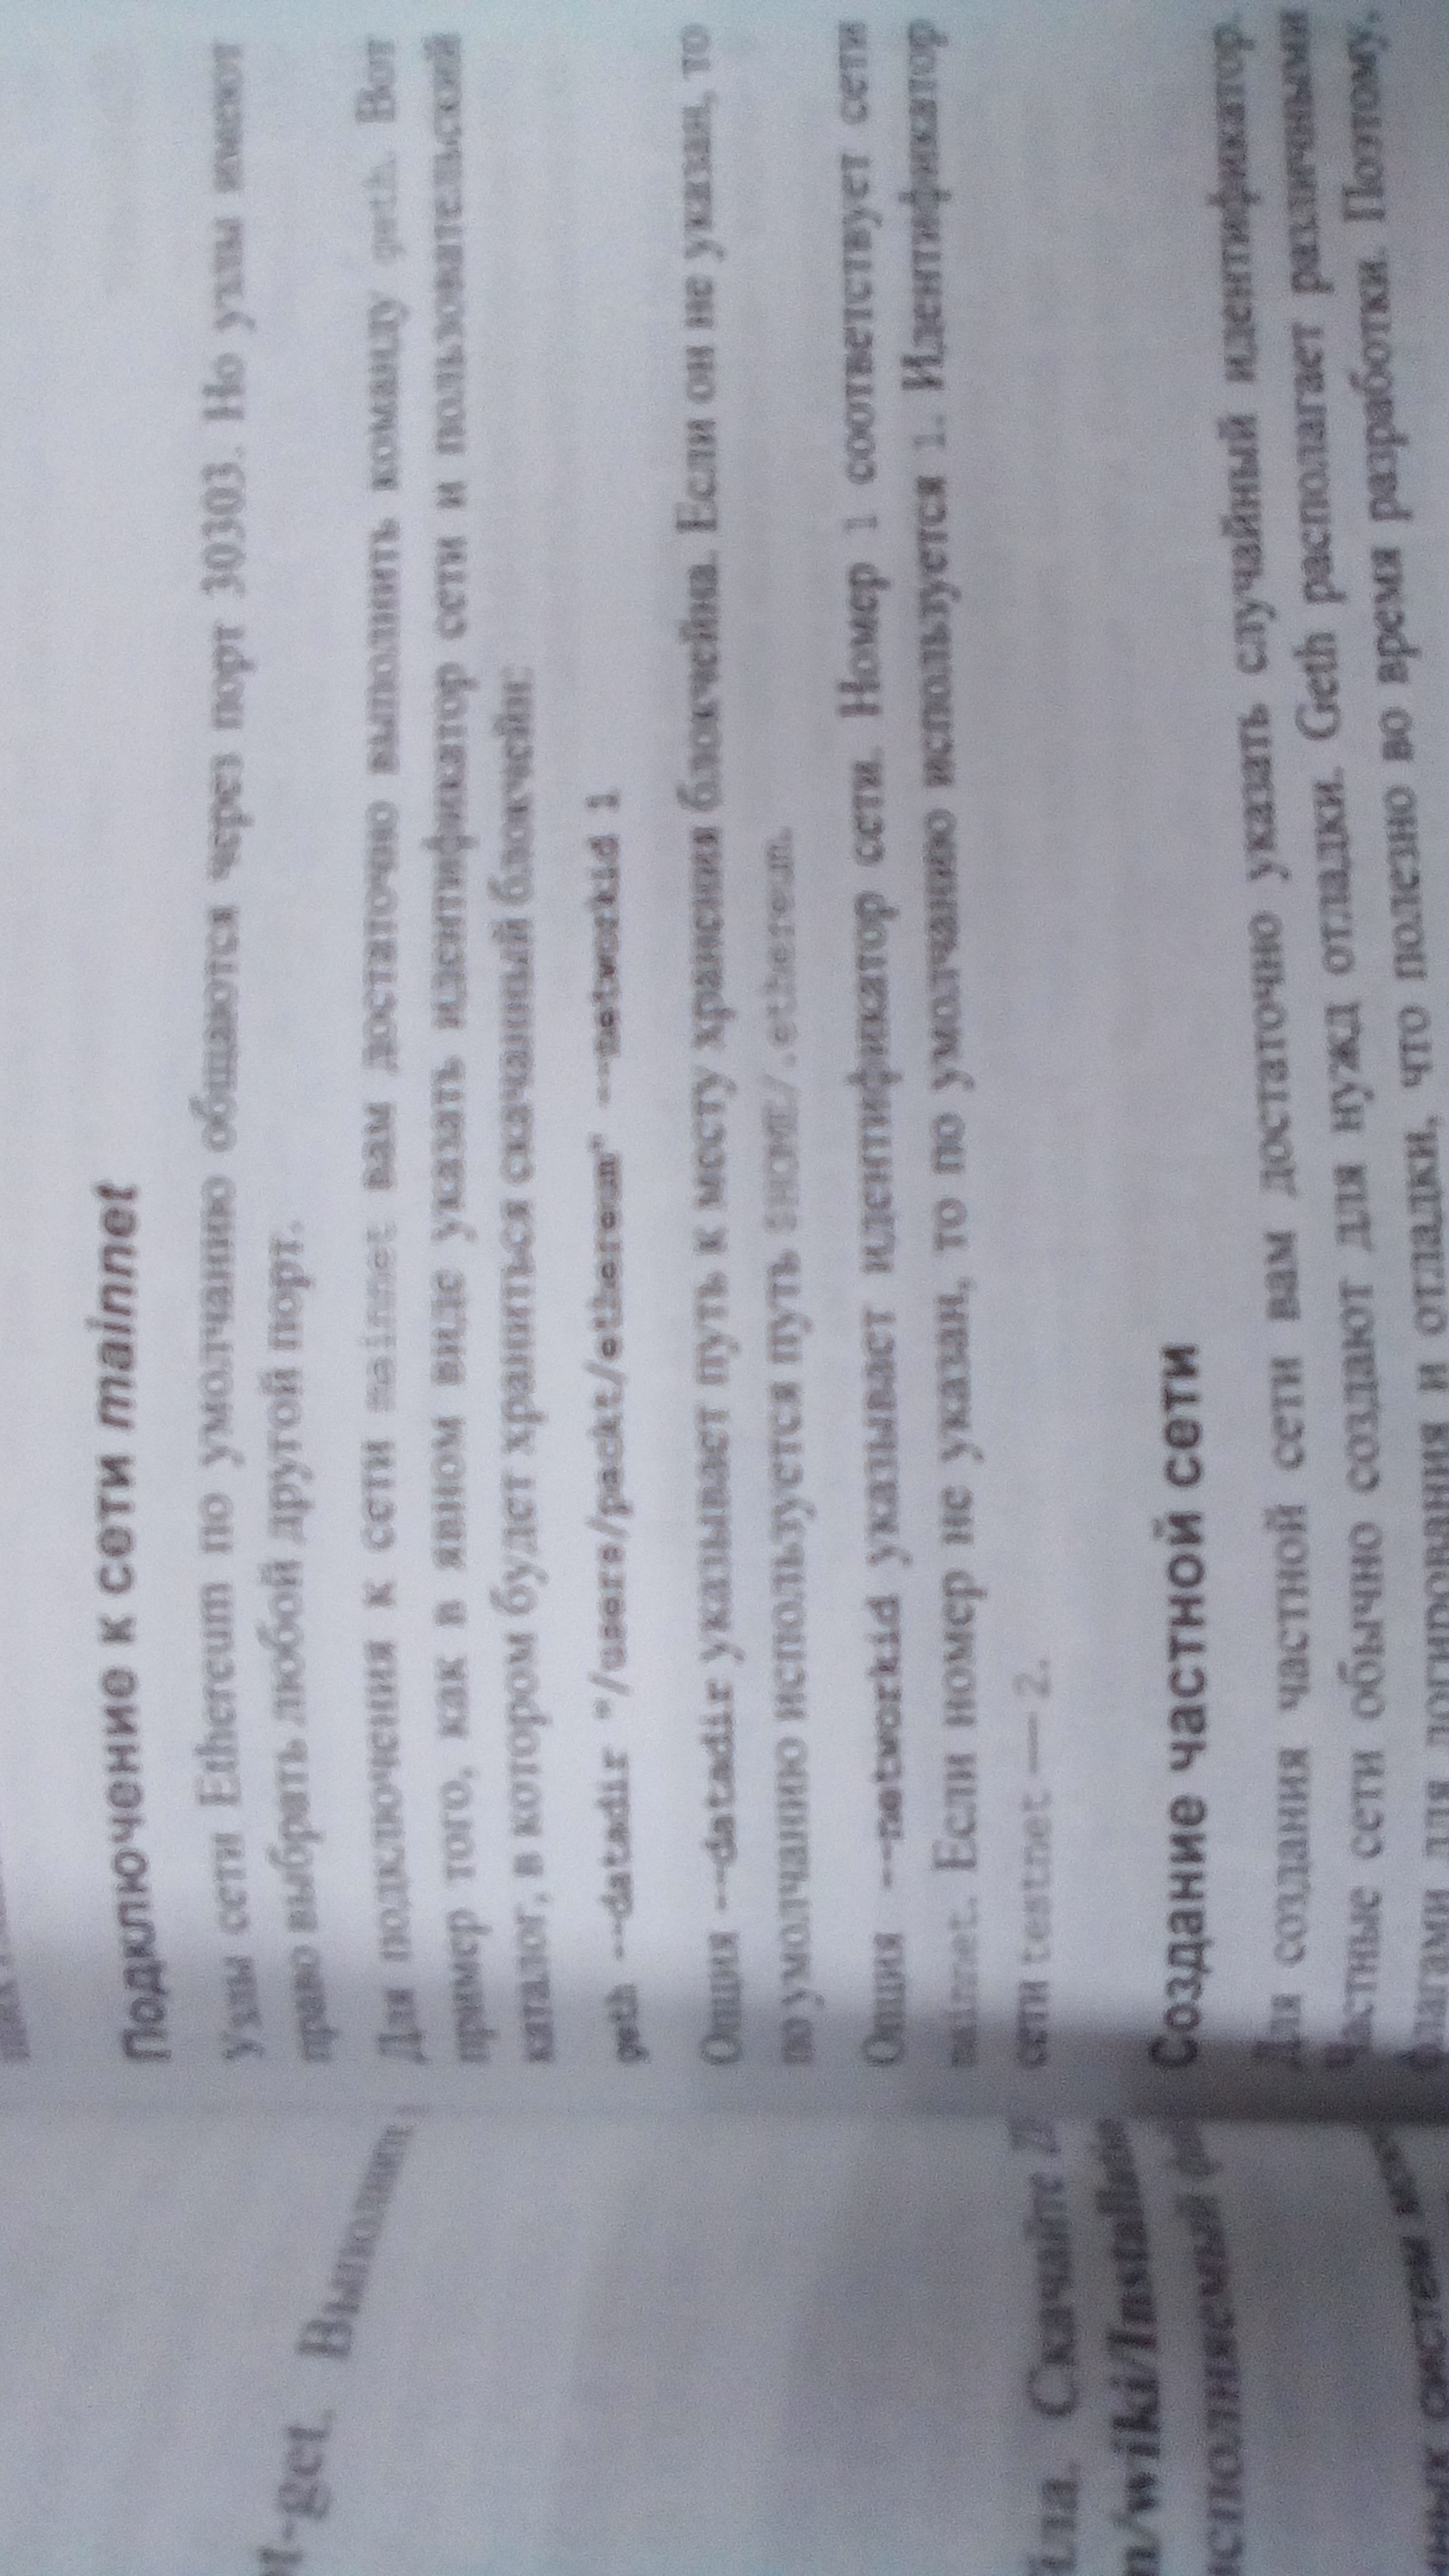 t-get. Выполните
ла. Скачайте
n/wiki/Installatio
исполняемый
нных систем
Подключение к сети mainnet
Узлы сети Ethereum по умолчанию общаются через порт 30303. Но узлы имеют
право выбрать любой другой порт.
Для подключения к сети mainnet вам достаточно выполнить команду geth. Вот
пример того, как в явном виде указать идентификатор сети и пользовательский
каталог, в котором будет храниться скачанный блокчейн:
geth --datadir "/users/packt/ethereum" --networkid 1
Опция --datadir указывает путь к месту хранения блокчейна. Если он не указан, то
по умолчанию используется путь $HOME/.ethereum.
Опция --networkid указывает идентификатор сети. Номер 1 соответствует сети
mainnet. Если номер не указан, то по умолчанию используется 1. Идентификатор
сети testnet — 2.
Создание частной сети
Для создания частной сети вам достаточно указать случайный идентификатор.
Частные сети обычно создают для нужд отладки. Geth располагает различными
флагами для логирования и отладки, что полезно во время разработки. Поэтому,